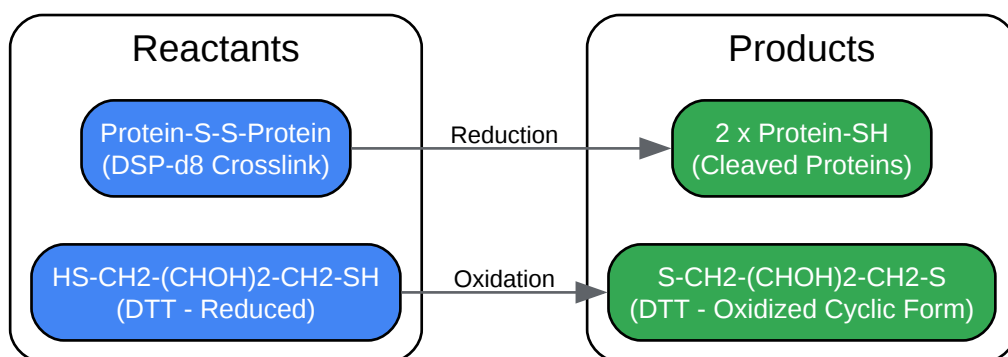 Reactants
Products
Protein-S-S-Protein
(DSP-d8 Crosslink)
Reduction
2 x Protein-SH
(Cleaved Proteins)
HS-CH2-(CHOH)2-CH2-SH
(DTT - Reduced)
Oxidation
S-CH2-(CHOH)2-CH2-S
(DTT - Oxidized Cyclic Form)